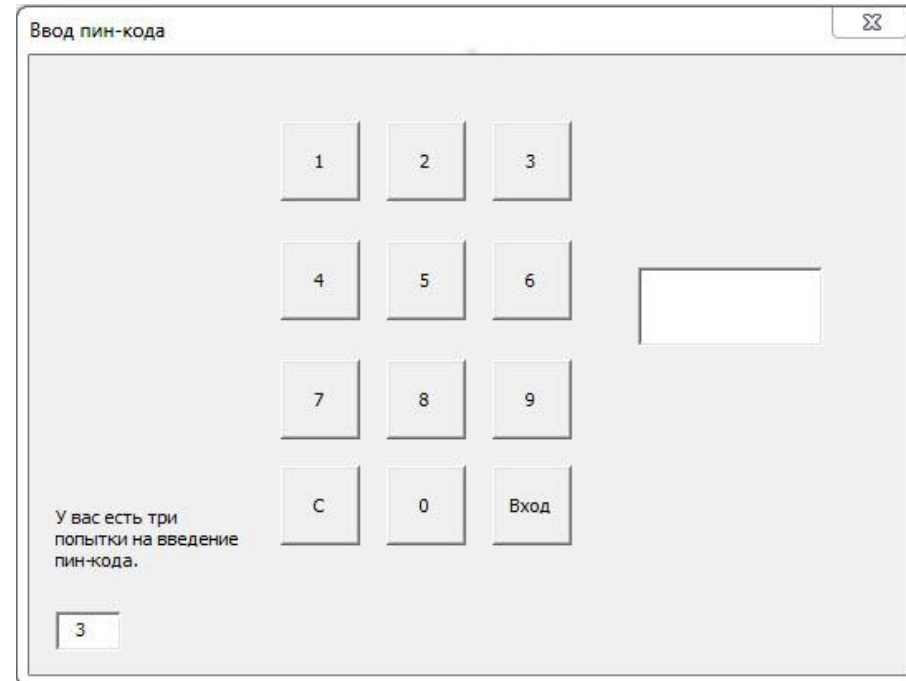 Ввод пин-кода
1 2 3
4 5 6
7 8 9
C 0 Вход
У вас есть три
попытки на введение
пин-кода.
3